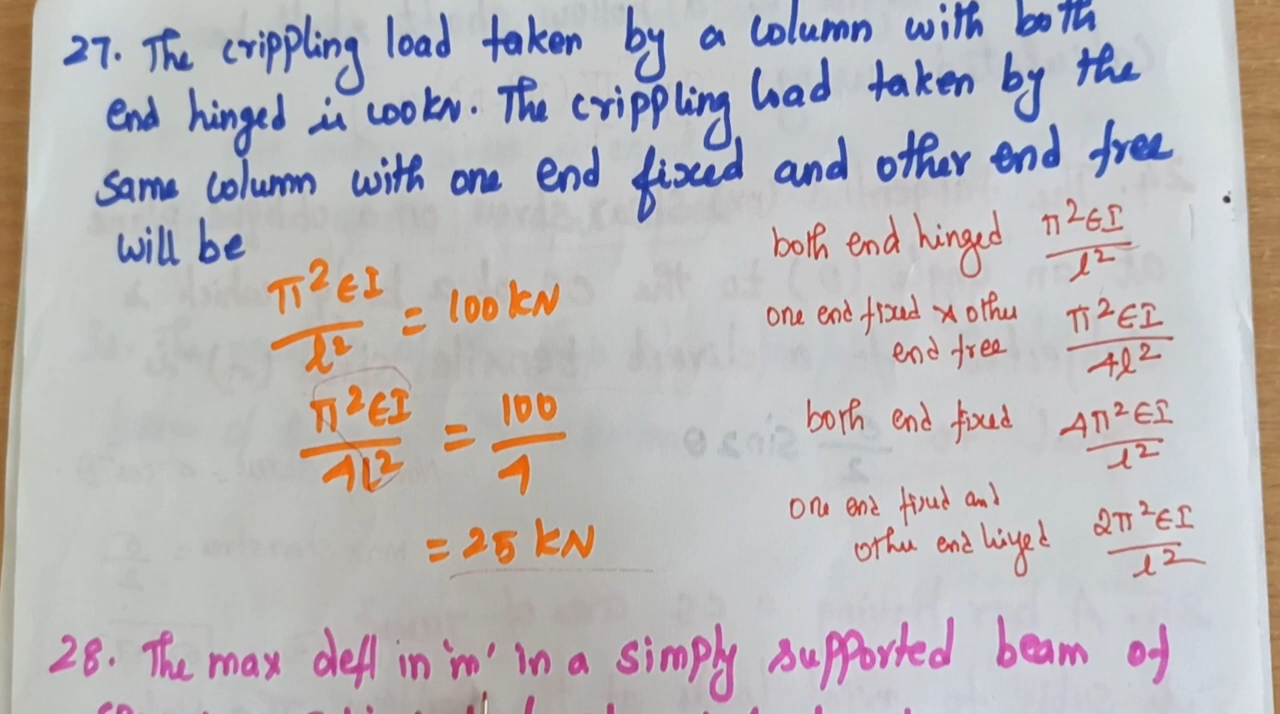 27. The crippling load taken by a column with both
end hinged is 100kN. The crippling load taken by the
same column with one end fixed and other end free
will be
π²EI/l² = 100 kN
π²EI/4l² = 100/4
= 25 kN
both end hinged π²EI/l²
one end fixed & othe
end free π²EI/4l²
both end fixed 4π²EI/l²
one end fixed and
othe end hinged 2π²EI/l²
28. The max defl in 'm' in a simply supported beam of